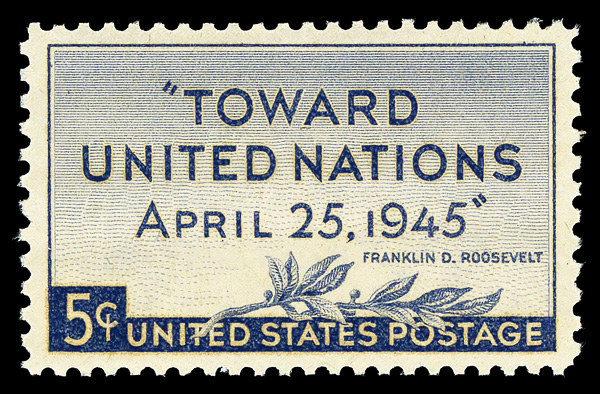 "TOWARD
UNITED NATIONS
APRIL 25, 1945"
FRANKLIN D. ROOSEVELT
5¢ UNITED STATES POSTAGE